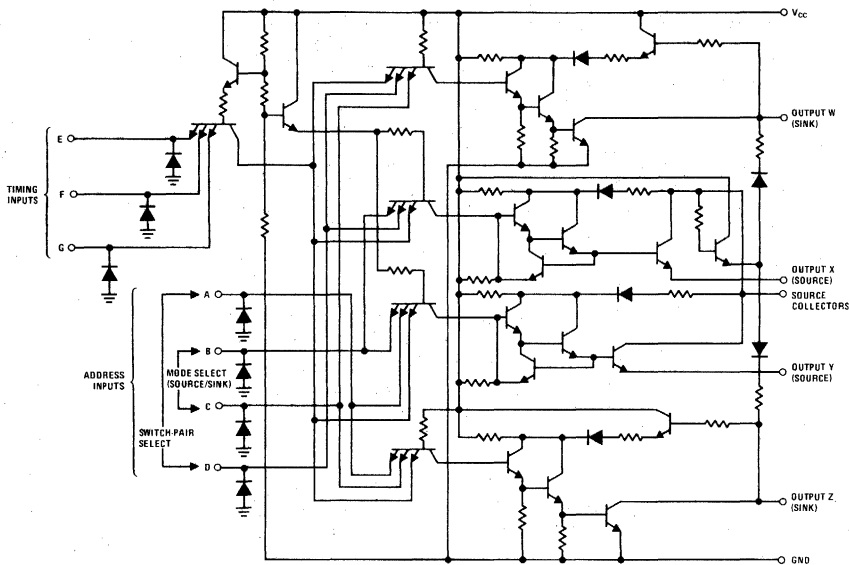 VCC
OUTPUT W
(SINK)
E
TIMING
INPUTS
F
G
OUTPUT X
(SOURCE)
A
SOURCE
COLLECTORS
ADDRESS
INPUTS
B
MODE SELECT
(SOURCE/SINK)
OUTPUT Y
(SOURCE)
C
SWITCH-PAIR
SELECT
D
OUTPUT Z
(SINK)
GND